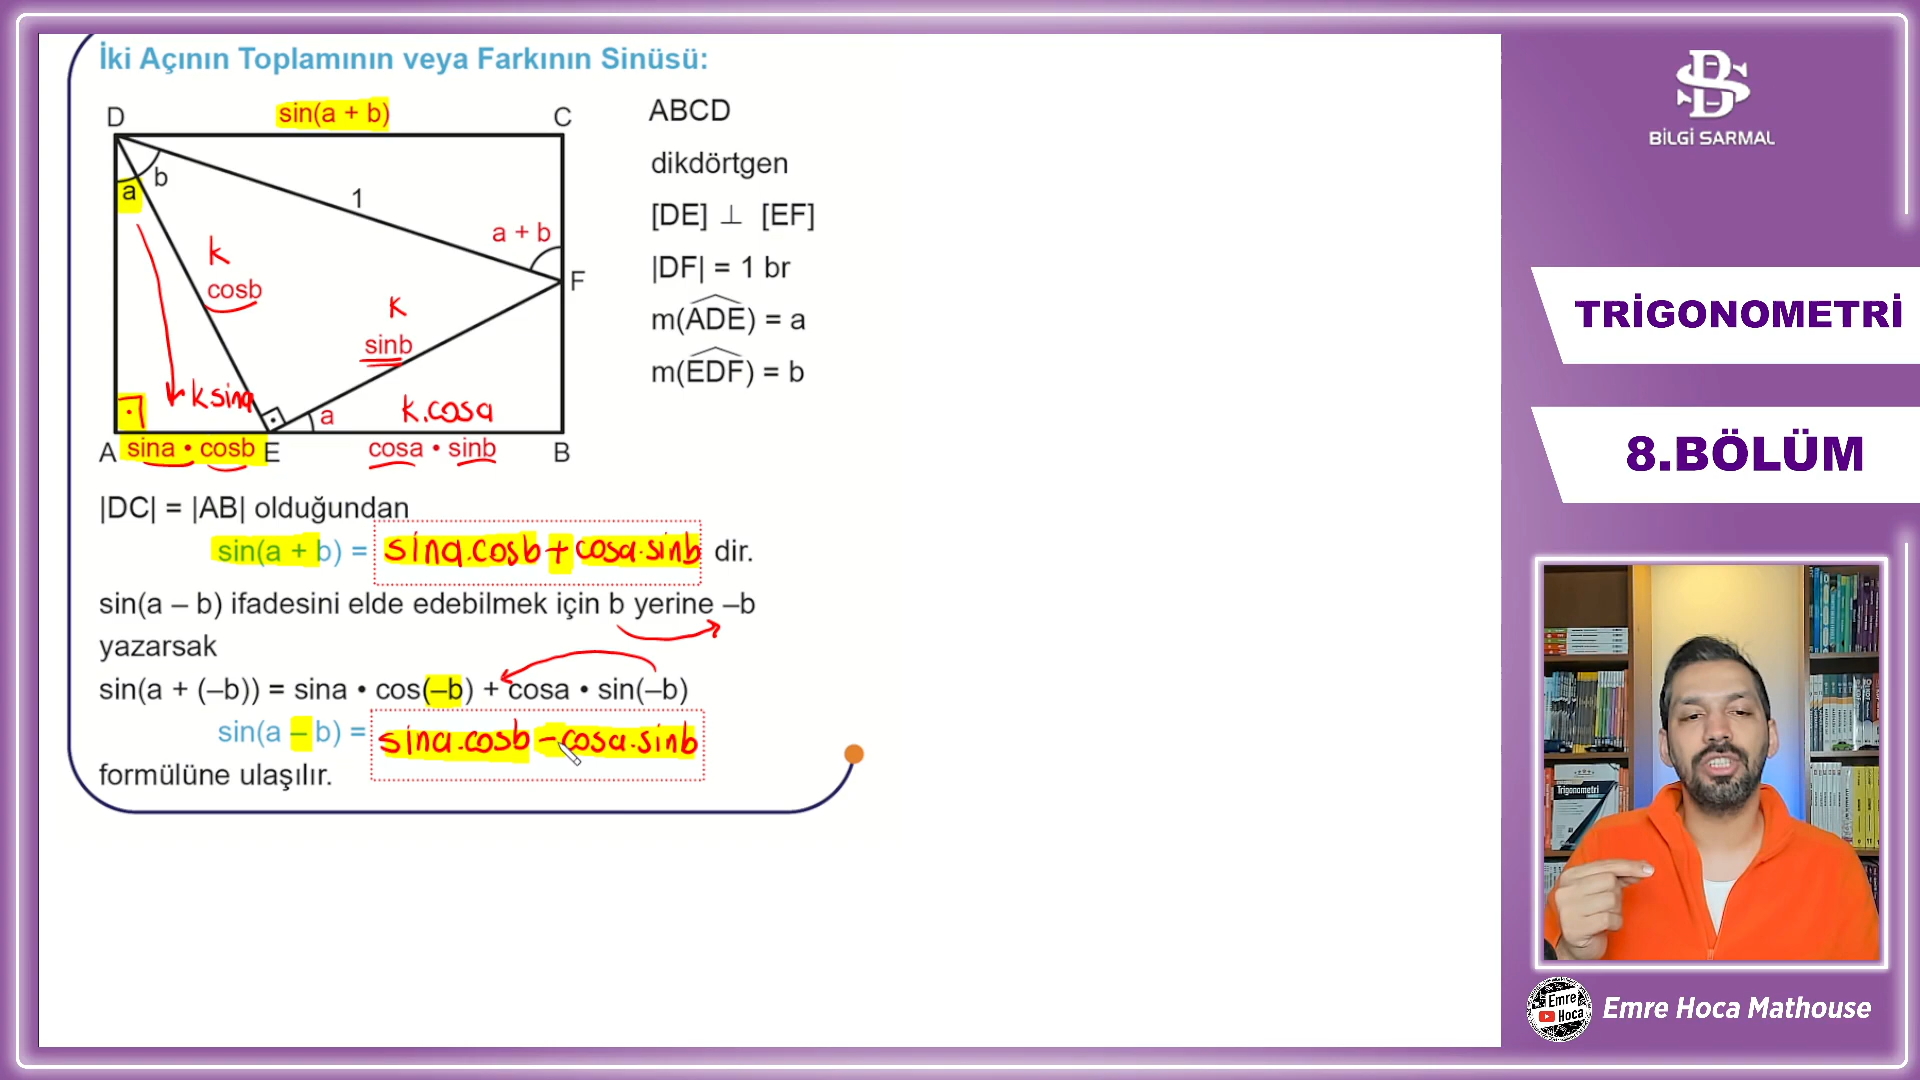 İki Açının Toplamının veya Farkının Sinüsü:
D
sin(a + b)
C
a
b
1
a + b
F
k
cosb
k
sinb
ksina
a
k.cosa
A
sina • cosb
E
cosa • sinb
B
ABCD
dikdörtgen
[DE] ⊥ [EF]
|DF| = 1 br
m(ADE) = a
m(EDF) = b
|DC| = |AB| olduğundan
sin(a + b) = sina.cosb + cosa.sinb dir.
sin(a – b) ifadesini elde edebilmek için b yerine –b
yazarsak
sin(a + (–b)) = sina • cos(–b) + cosa • sin(–b)
sin(a – b) = sina.cosb - cosa.sinb
formülüne ulaşılır.
BİLGİ SARMAL
TRİGONOMETRİ
8.BÖLÜM
Trigonometri
Emre
Hoca
Emre Hoca Mathouse